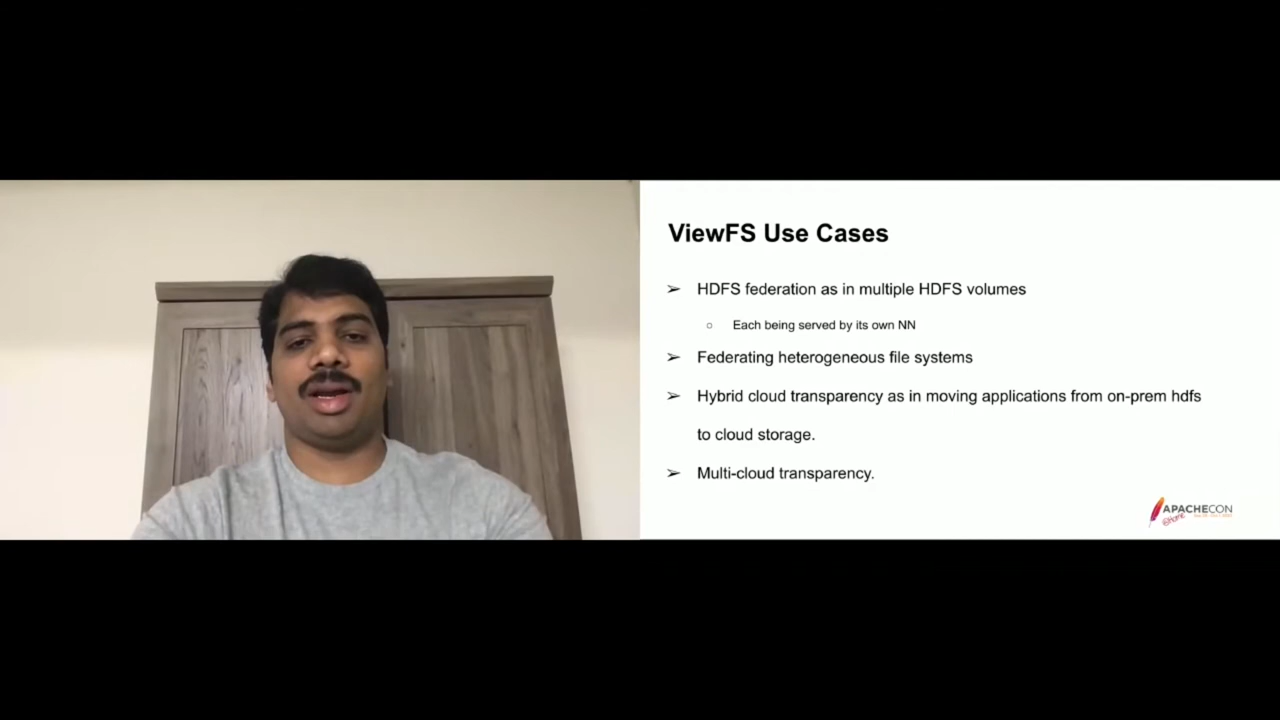 ViewFS Use Cases
➢ HDFS federation as in multiple HDFS volumes
○ Each being served by its own NN
➢ Federating heterogeneous file systems
➢ Hybrid cloud transparency as in moving applications from on-prem hdfs
to cloud storage.
➢ Multi-cloud transparency.
APACHECON
@Home